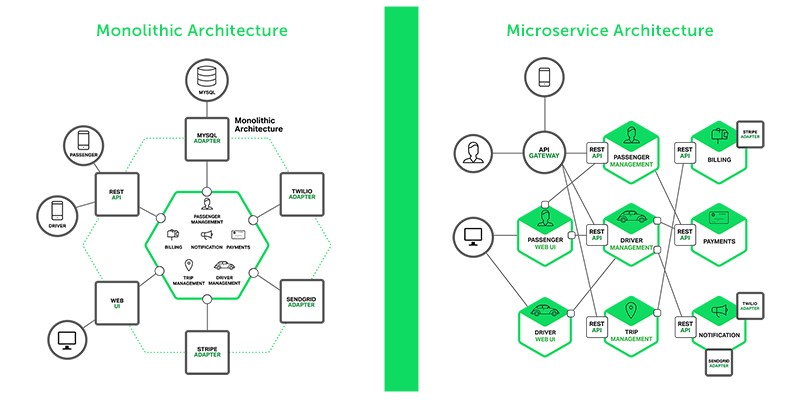 Monolithic Architecture
MYSQL
MYSQL
ADAPTER
Monolithic
Architecture
PASSENGER
REST
API
TWILIO
ADAPTER
DRIVER
PASSENGER
MANAGEMENT
BILLING
NOTIFICATION
PAYMENTS
TRIP
MANAGEMENT
DRIVER
MANAGEMENT
WEB
UI
SENDGRID
ADAPTER
STRIPE
ADAPTER
Microservice Architecture
API
GATEWAY
REST
API
PASSENGER
MANAGEMENT
REST
API
BILLING
STRIPE
ADAPTER
PASSENGER
WEB UI
REST
API
DRIVER
MANAGEMENT
REST
API
PAYMENTS
DRIVER
WEB UI
REST
API
TRIP
MANAGEMENT
REST
API
NOTIFICATION
TWILIO
ADAPTER
SENDGRID
ADAPTER